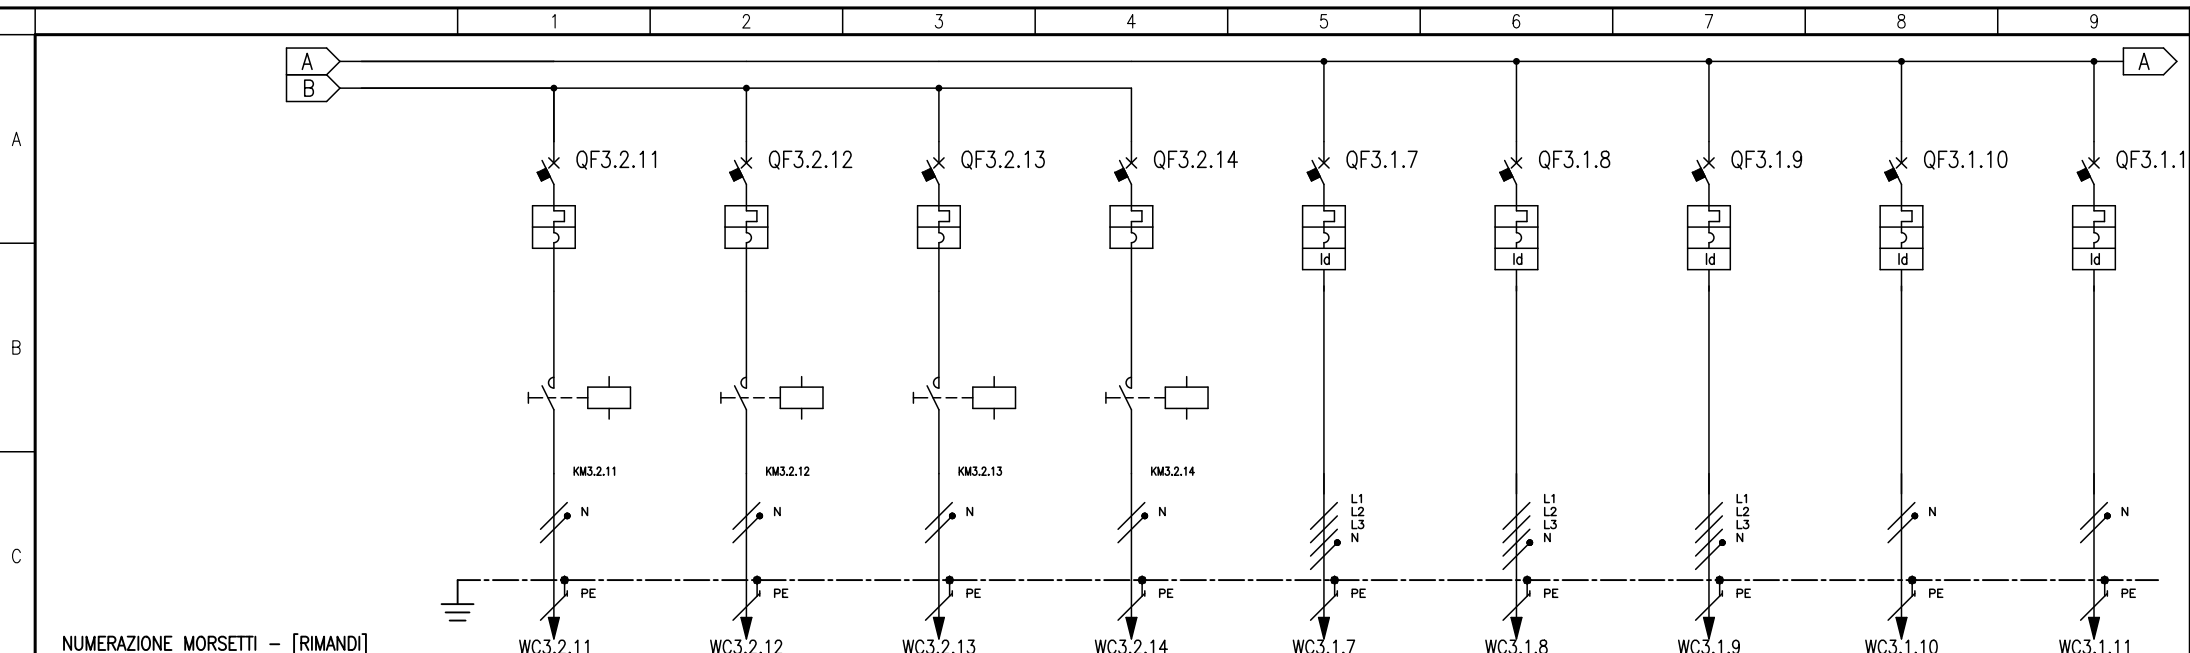 1 2 3 4 5 6 7 8 9
A A
B
A QF3.2.11 QF3.2.12 QF3.2.13 QF3.2.14 QF3.1.7 QF3.1.8 QF3.1.9 QF3.1.10 QF3.1.1
Id Id Id Id Id
B
KM3.2.11 KM3.2.12 KM3.2.13 KM3.2.14
L1 L1 L1
N N N N L2 L2 L2 N N
L3 L3 L3
N N N
C
PE PE PE PE PE PE PE PE PE
NUMERAZIONE MORSETTI - [RIMANDI] WC3.2.11 WC3.2.12 WC3.2.13 WC3.2.14 WC3.1.7 WC3.1.8 WC3.1.9 WC3.1.10 WC3.1.11